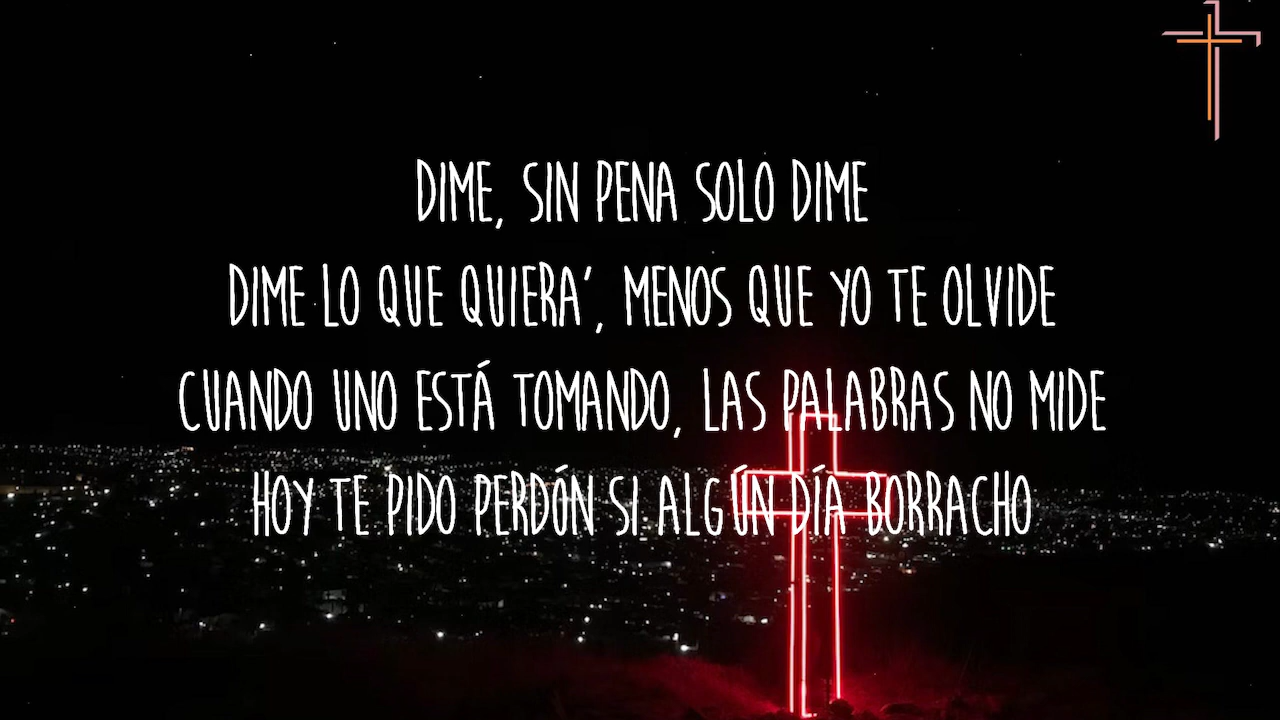 DIME, SIN PENA SOLO DIME
DIME LO QUE QUIERA', MENOS QUE YO TE OLVIDE
CUANDO UNO ESTÁ TOMANDO, LAS PALABRAS NO MIDE
HOY TE PIDO PERDÓN SI ALGÚN DÍA BORRACHO